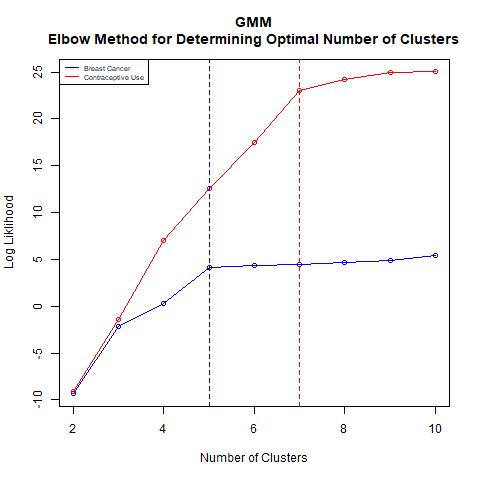 GMM
Elbow Method for Determining Optimal Number of Clusters
Breast Cancer
Contraceptive Use
25
20
15
10
5
0
-5
-10
Log Liklihood
2
4
6
8
10
Number of Clusters